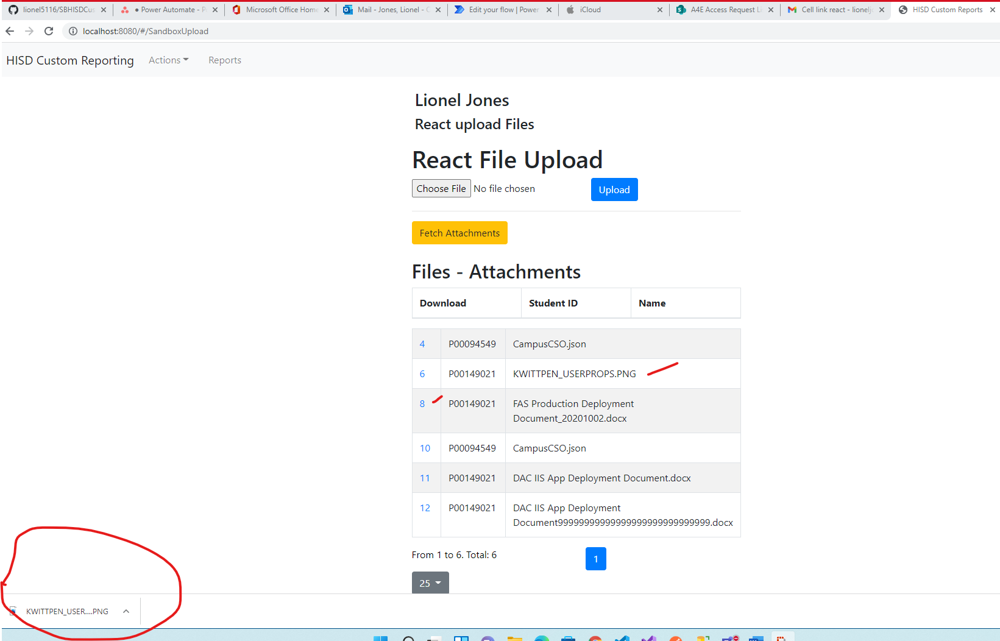 lionel5116/SBHISDCus
• Power Automate - P
Microsoft Office Home
Mail - Jones, Lionel - O
Edit your flow | Power
iCloud
A4E Access Request Li
Cell link react - lionelj
HISD Custom Reports
localhost:8080/#/SandboxUpload
HISD Custom Reporting
Actions
Reports
Lionel Jones
React upload Files
React File Upload
Choose File No file chosen
Upload
Fetch Attachments
Files - Attachments
Download Student ID Name
4 P00094549 CampusCSO.json
6 P00149021 KWITTPEN_USERPROPS.PNG
8 P00149021 FAS Production Deployment
Document_20201002.docx
10 P00094549 CampusCSO.json
11 P00149021 DAC IIS App Deployment Document.docx
12 P00149021 DAC IIS App Deployment
From 1 to 6. Total: 6
1
25
KWITTPEN_USER....PNG